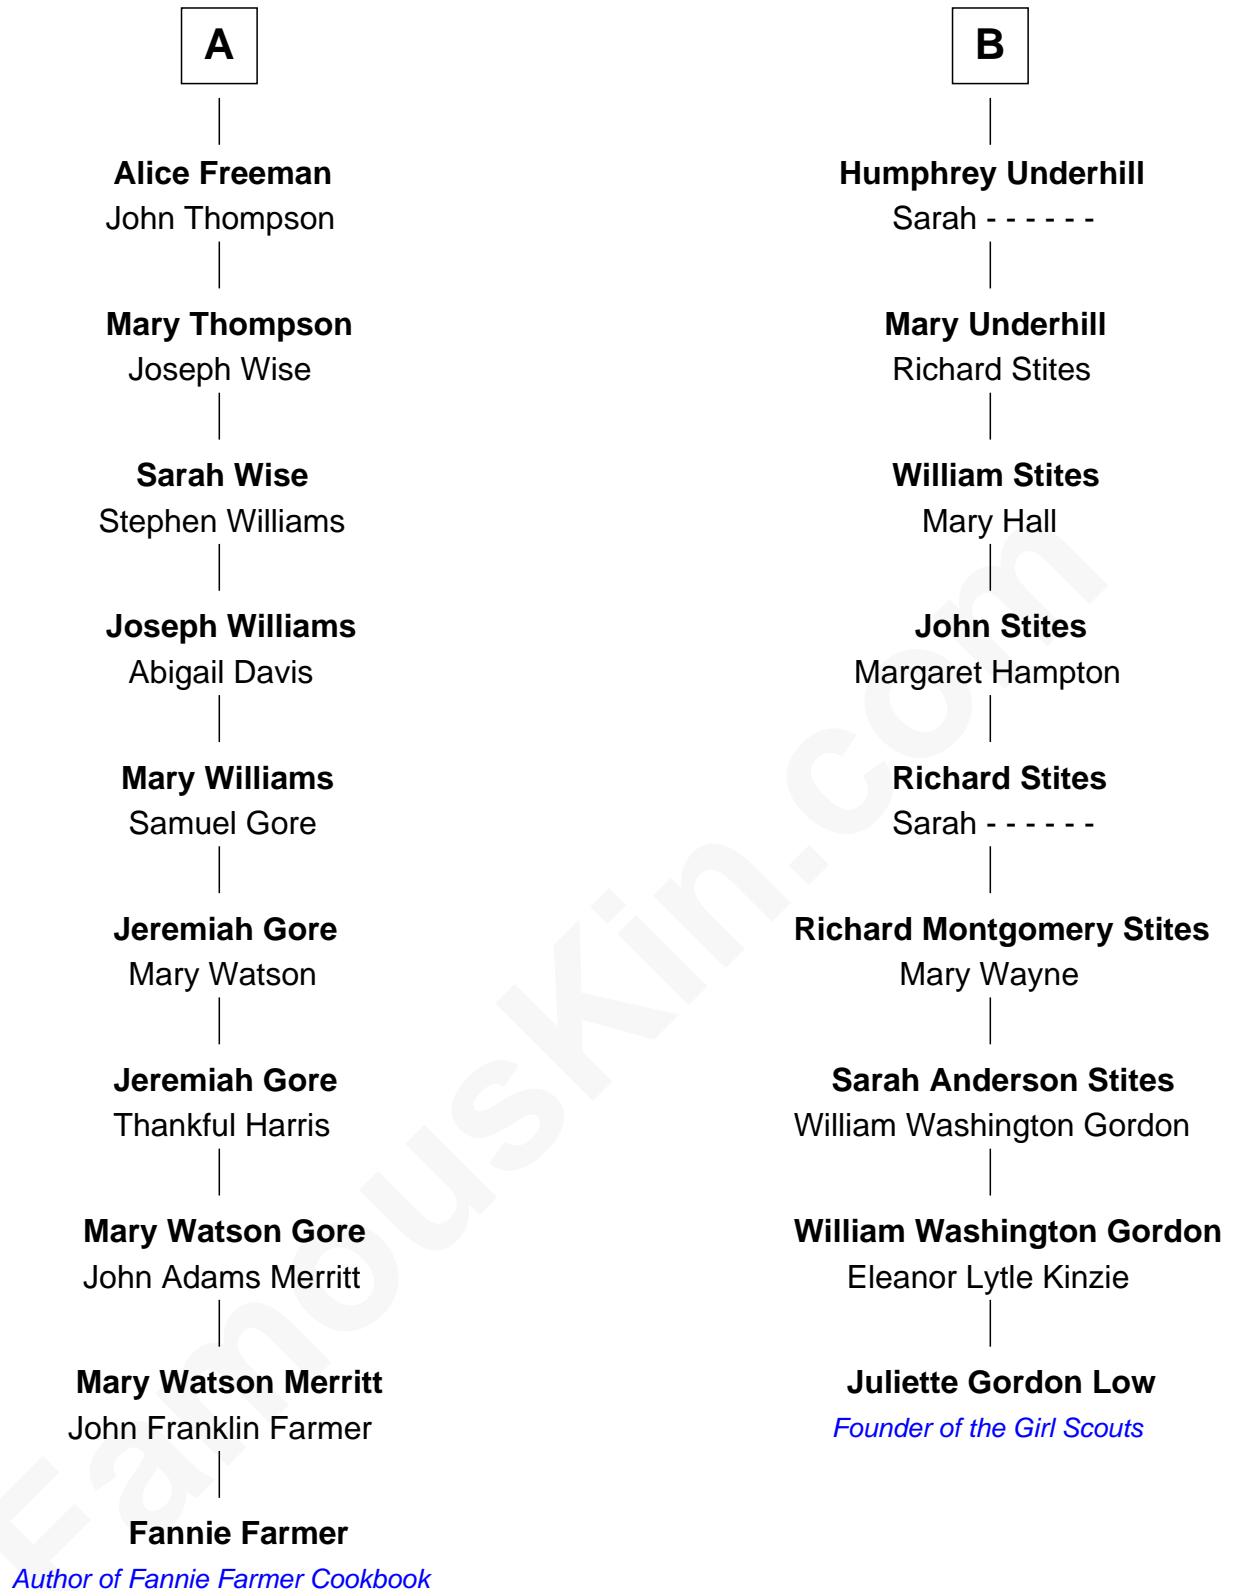 A
Alice Freeman
John Thompson
Mary Thompson
Joseph Wise
Sarah Wise
Stephen Williams
Joseph Williams
Abigail Davis
Mary Williams
Samuel Gore
Jeremiah Gore
Mary Watson
Jeremiah Gore
Thankful Harris
Mary Watson Gore
John Adams Merritt
Mary Watson Merritt
John Franklin Farmer
Fannie Farmer
Author of Fannie Farmer Cookbook
B
Humphrey Underhill
Sarah - - - - - -
Mary Underhill
Richard Stites
William Stites
Mary Hall
John Stites
Margaret Hampton
Richard Stites
Sarah - - - - - -
Richard Montgomery Stites
Mary Wayne
Sarah Anderson Stites
William Washington Gordon
William Washington Gordon
Eleanor Lytle Kinzie
Juliette Gordon Low
Founder of the Girl Scouts
FamousKin.com